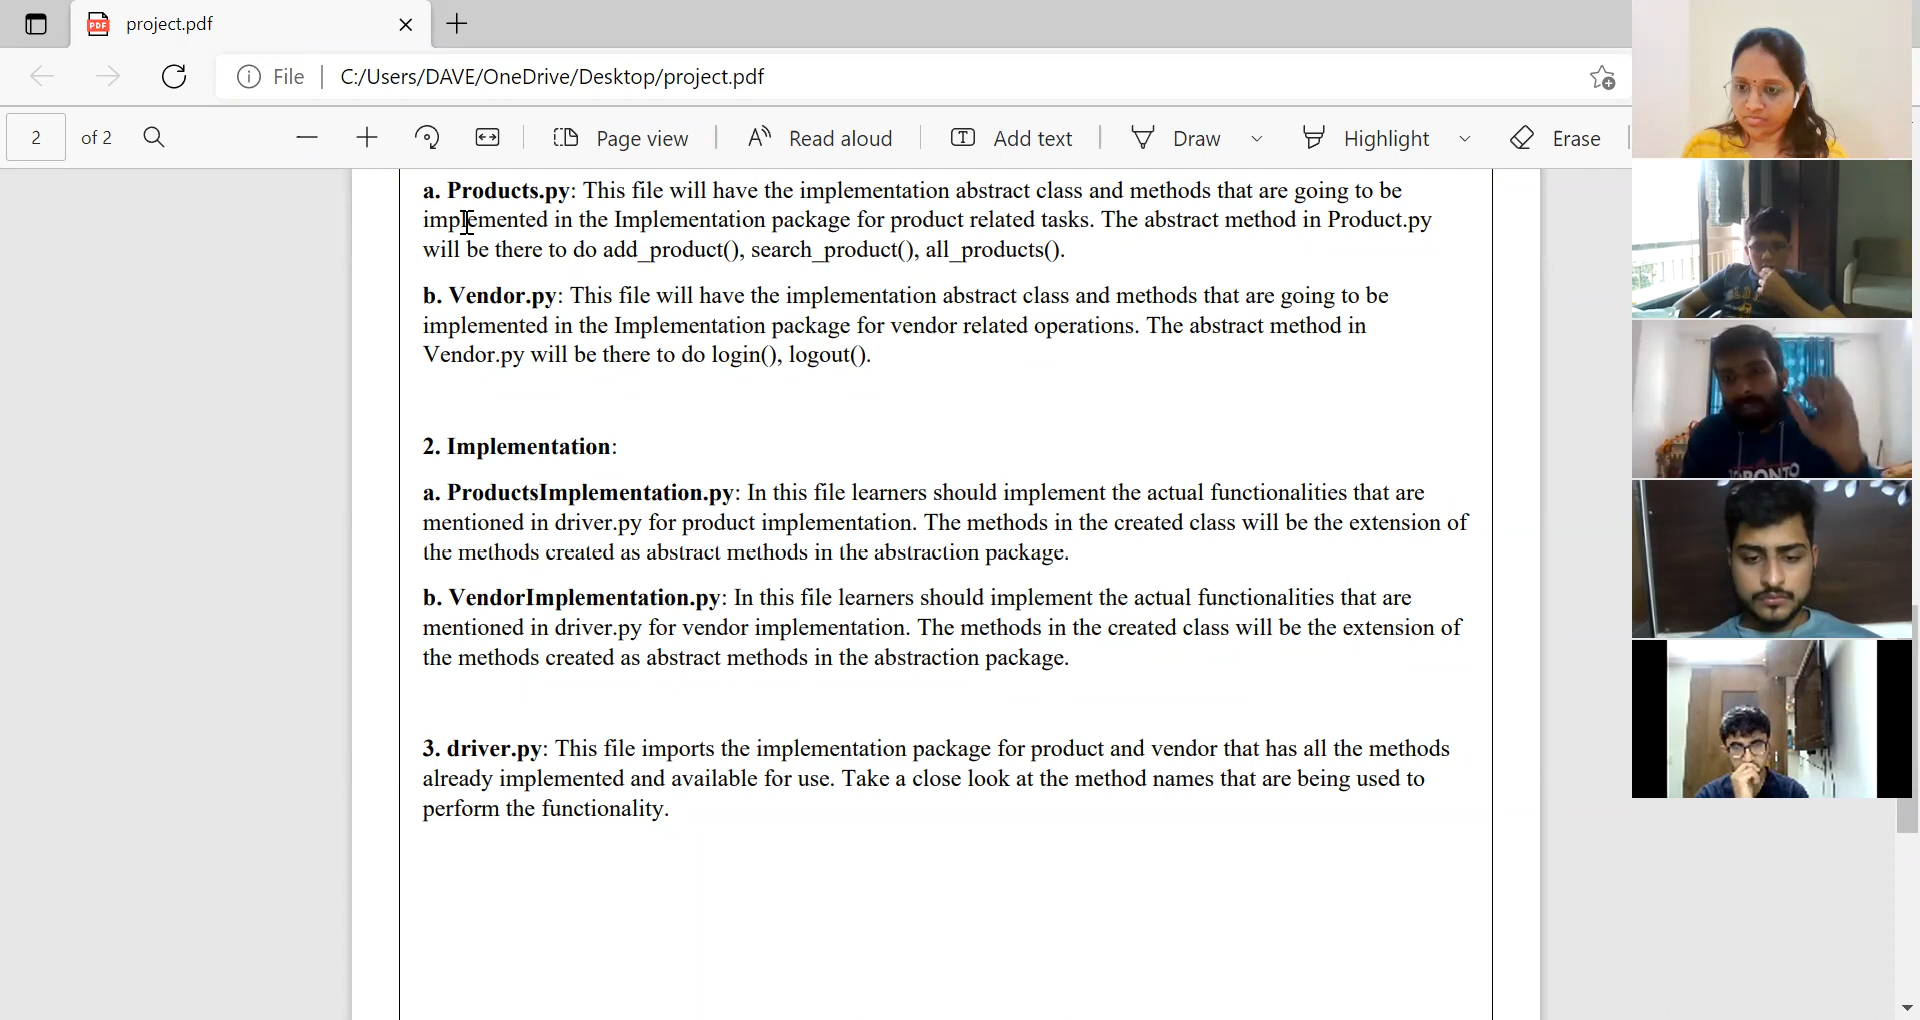 project.pdf
File
C:/Users/DAVE/OneDrive/Desktop/project.pdf
2 of 2
Page view
Read aloud
Add text
Draw
Highlight
Erase
a. Products.py: This file will have the implementation abstract class and methods that are going to be
implemented in the Implementation package for product related tasks. The abstract method in Product.py
will be there to do add_product(), search_product(), all_products().
b. Vendor.py: This file will have the implementation abstract class and methods that are going to be
implemented in the Implementation package for vendor related operations. The abstract method in
Vendor.py will be there to do login(), logout().
2. Implementation:
a. ProductsImplementation.py: In this file learners should implement the actual functionalities that are
mentioned in driver.py for product implementation. The methods in the created class will be the extension of
the methods created as abstract methods in the abstraction package.
b. VendorImplementation.py: In this file learners should implement the actual functionalities that are
mentioned in driver.py for vendor implementation. The methods in the created class will be the extension of
the methods created as abstract methods in the abstraction package.
3. driver.py: This file imports the implementation package for product and vendor that has all the methods
already implemented and available for use. Take a close look at the method names that are being used to
perform the functionality.